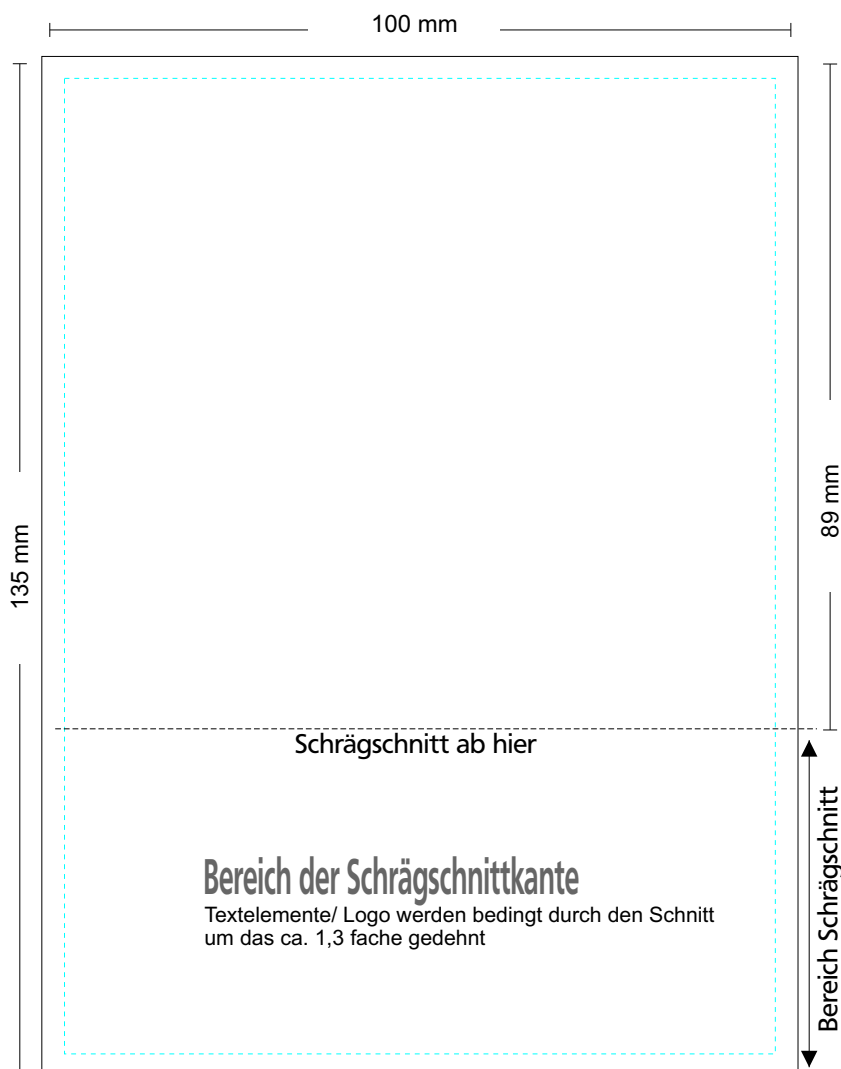 100 mm
135 mm
89 mm
Schrägschnitt ab hier
Bereich Schrägschnitt
Bereich der Schrägschnittkante
Textelemente/ Logo werden bedingt durch den Schnitt
um das ca. 1,3 fache gedehnt